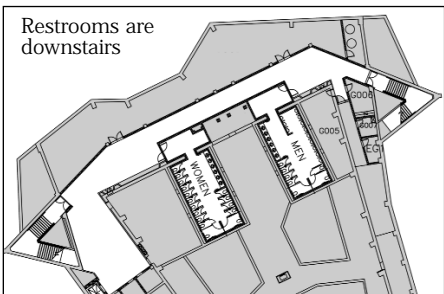 Restrooms are
downstairs
G006
G007
G005
MEN
WOMEN